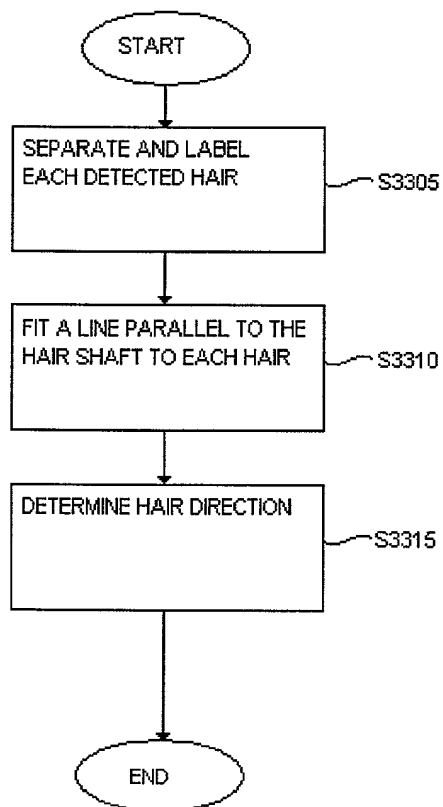 START
SEPARATE AND LABEL
EACH DETECTED HAIR
S3305
FIT A LINE PARALLEL TO THE
HAIR SHAFT TO EACH HAIR
S3310
DETERMINE HAIR DIRECTION
S3315
END